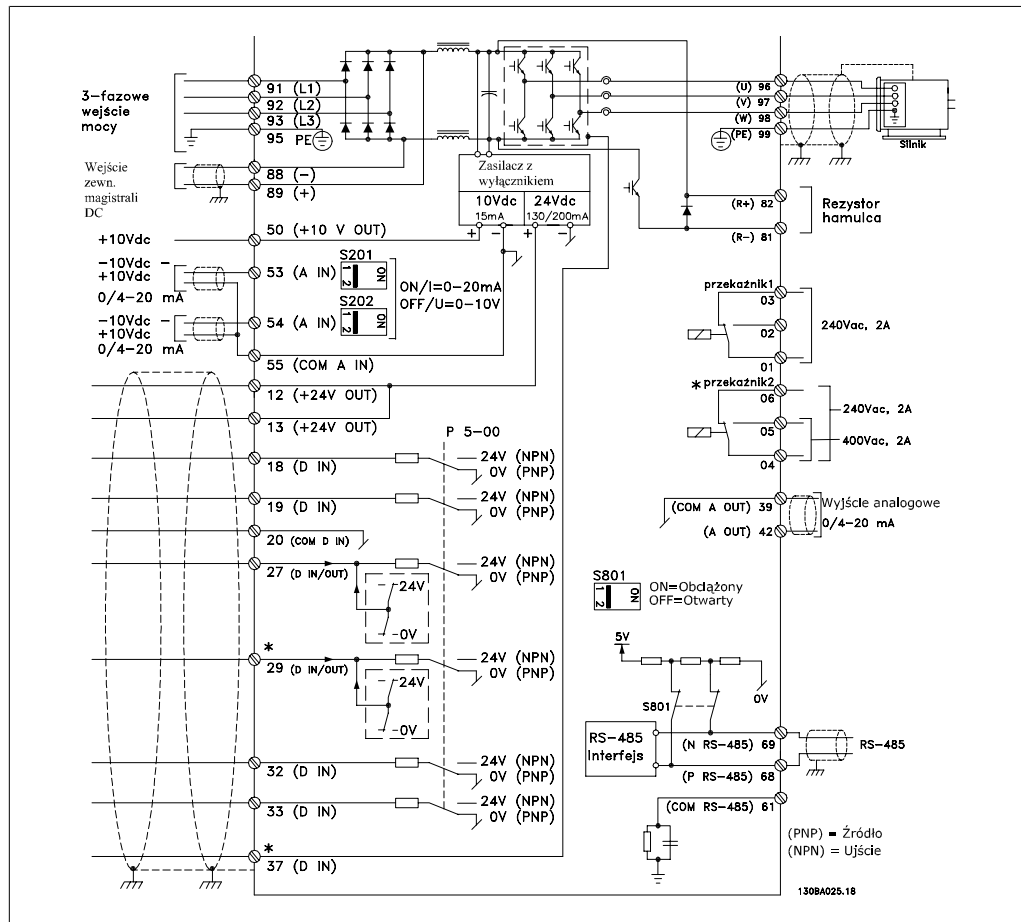 3-fazowe
wejście
mocy
91 (L1)
92 (L2)
93 (L3)
95 PE
Wejście
zewn.
magistrali
DC
88 (-)
89 (+)
Zasilacz z
wyłącznikiem
10Vdc
15mA
24Vdc
130/200mA
+ - + -
(U) 96
(V) 97
(W) 98
(PE) 99
Silnik
(R+) 82
(R-) 81
Rezystor
hamulca
+10Vdc
50 (+10 V OUT)
-10Vdc -
+10Vdc
0/4-20 mA
53 (A IN)
S201
1 2
ON
ON/I=0-20mA
OFF/U=0-10V
-10Vdc -
+10Vdc
0/4-20 mA
54 (A IN)
S202
1 2
ON
55 (COM A IN)
12 (+24V OUT)
13 (+24V OUT)
P 5-00
18 (D IN)
24V (NPN)
0V (PNP)
19 (D IN)
24V (NPN)
0V (PNP)
20 (COM D IN)
27 (D IN/OUT)
24V (NPN)
0V (PNP)
24V
0V
*
29 (D IN/OUT)
24V (NPN)
0V (PNP)
24V
0V
32 (D IN)
24V (NPN)
0V (PNP)
33 (D IN)
24V (NPN)
0V (PNP)
*
37 (D IN)
przekaźnik1
03
02
01
240Vac, 2A
* przekaźnik2
06
05
04
240Vac, 2A
400Vac, 2A
(COM A OUT) 39
(A OUT) 42
Wyjście analogowe
0/4-20 mA
S801
1 2
ON
ON=Obciążony
OFF=Otwarty
5V
0V
S801
RS-485
Interfejs
(N RS-485) 69
(P RS-485) 68
RS-485
(COM RS-485) 61
(PNP) = Źródło
(NPN) = Ujście
130BA025.18